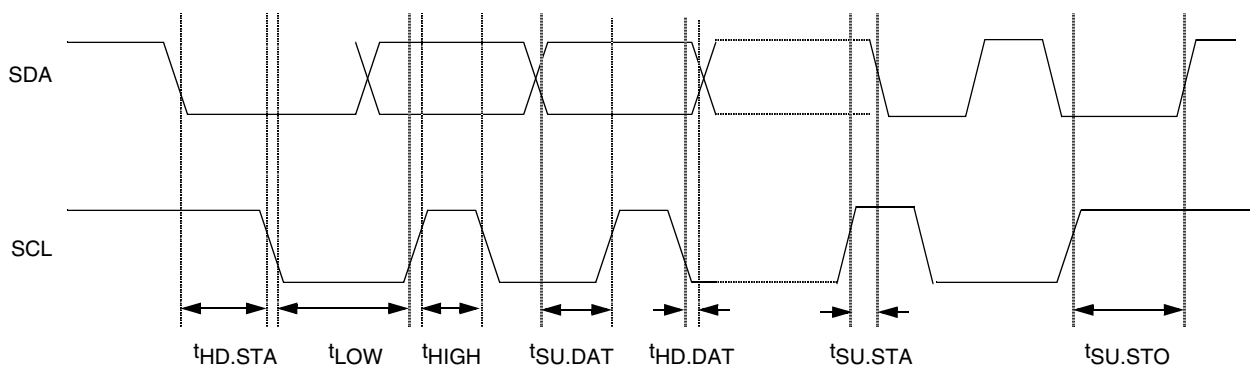 SDA
SCL
tHD.STA tLOW tHIGH tSU.DAT tHD.DAT tSU.STA tSU.STO